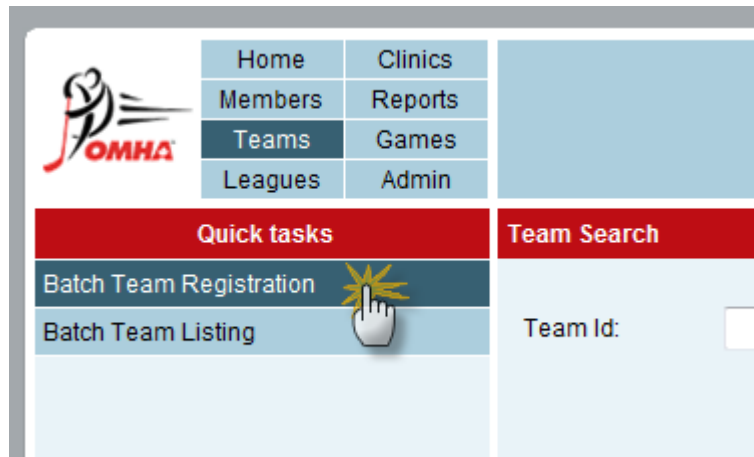 OMHA
Home Clinics
Members Reports
Teams Games
Leagues Admin
Quick tasks
Team Search
Batch Team Registration
Batch Team Listing
Team Id: